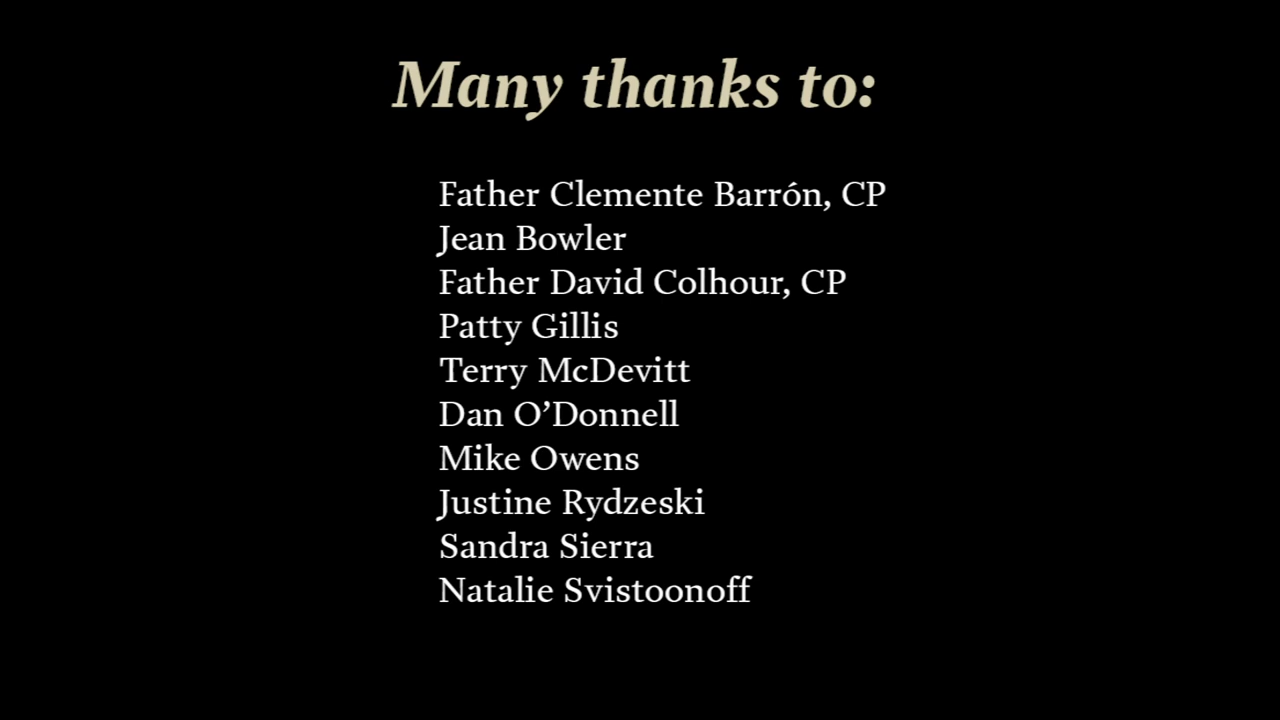 Many thanks to:
Father Clemente Barrón, CP
Jean Bowler
Father David Colhour, CP
Patty Gillis
Terry McDevitt
Dan O’Donnell
Mike Owens
Justine Rydzeski
Sandra Sierra
Natalie Svistoonoff